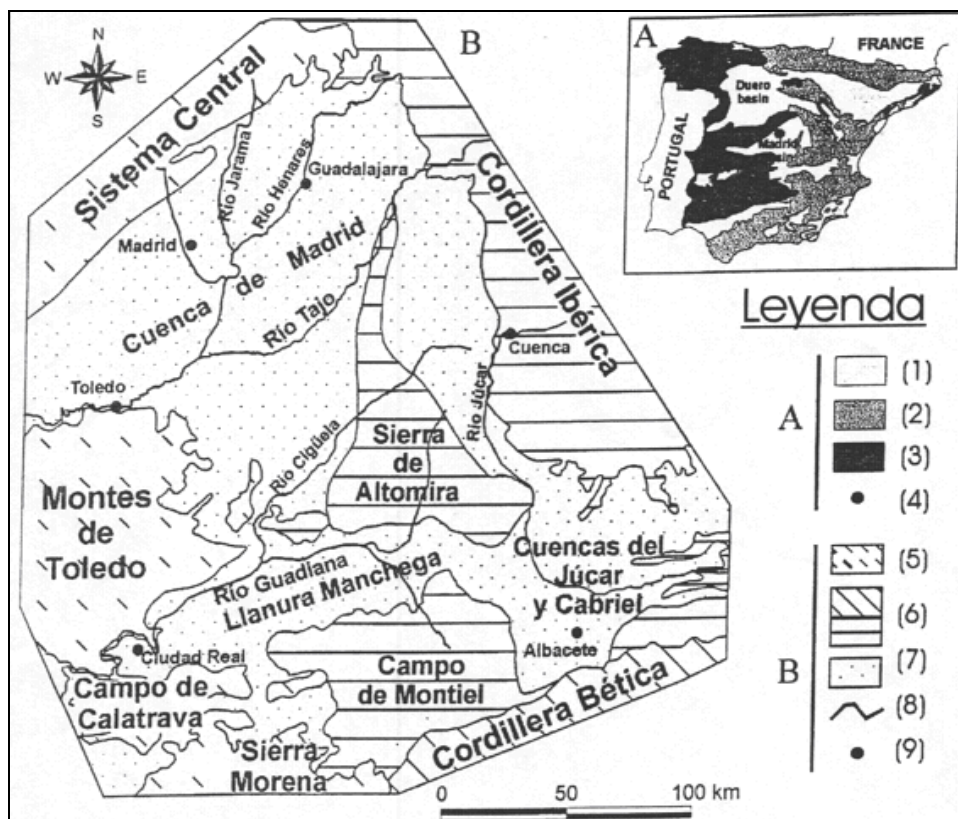 N
W E
S
B
A
FRANCE
Duero
basin
Madrid
PORTUGAL
Sistema Central
Río Jarama
Río Henares
Guadalajara
Madrid
Cuenca de Madrid
Río Tajo
Cordillera Ibérica
Cuenca
Toledo
Río Júcar
Río Cigüela
Sierra
de
Altomira
Montes
de
Toledo
Cuencas del
Júcar
y Cabriel
Río Guadiana
Llanura Manchega
Ciudad Real
Albacete
Campo de
Calatrava
Campo
de Montiel
Cordillera Bética
Sierra
Morena
0 50 100 km
Leyenda
A
(1)
(2)
(3)
(4)
B
(5)
(6)
(7)
(8)
(9)